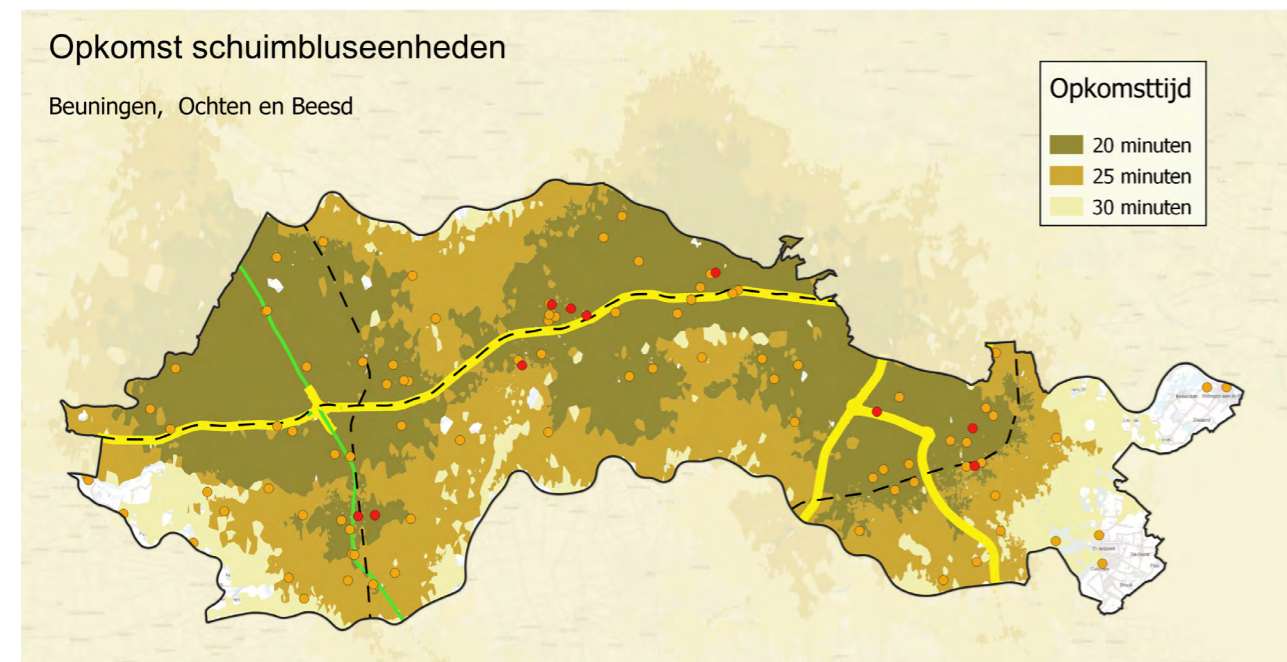 Opkomst schuimbluseenheden
Beuningen, Ochten en Beesd
Opkomsttijd
20 minuten
25 minuten
30 minuten